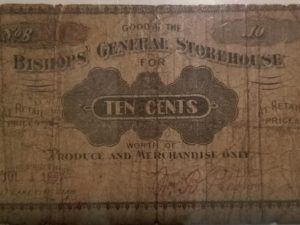 No B
GOOD AT THE
10
BISHOPS' GENERAL STOREHOUSE
FOR
AT RETAIL PRICES
TEN CENTS
AT RETAIL PRICES
WORTH OF
PRODUCE AND MERCHANDISE ONLY